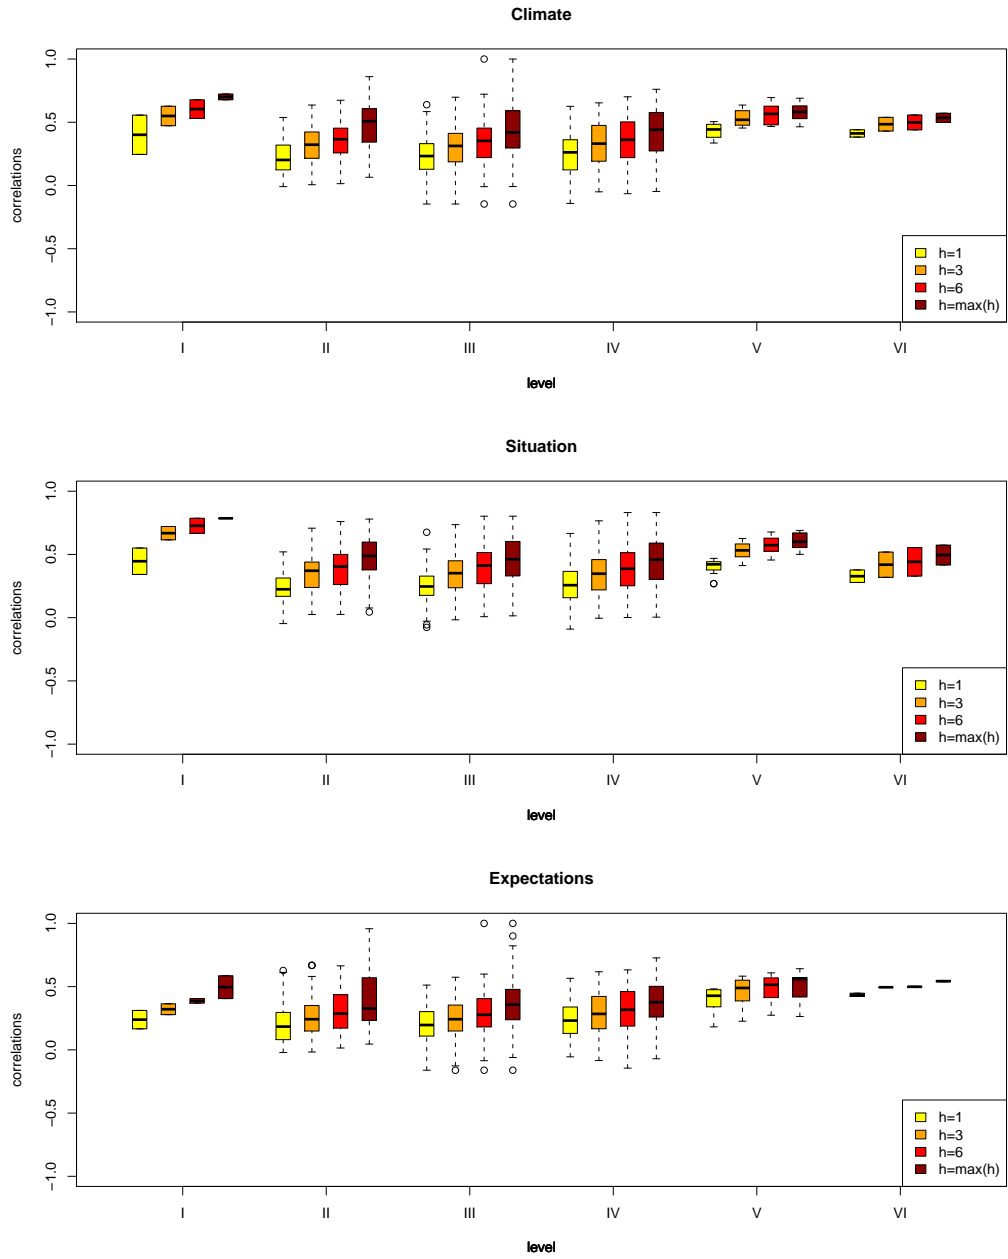 Climate
correlations
1.0
0.5
0.0
−0.5
−1.0
h=1
h=3
h=6
h=max(h)
I II III IV V VI
level
Situation
correlations
1.0
0.5
0.0
−0.5
−1.0
h=1
h=3
h=6
h=max(h)
I II III IV V VI
level
Expectations
correlations
1.0
0.5
0.0
−0.5
−1.0
h=1
h=3
h=6
h=max(h)
I II III IV V VI
level